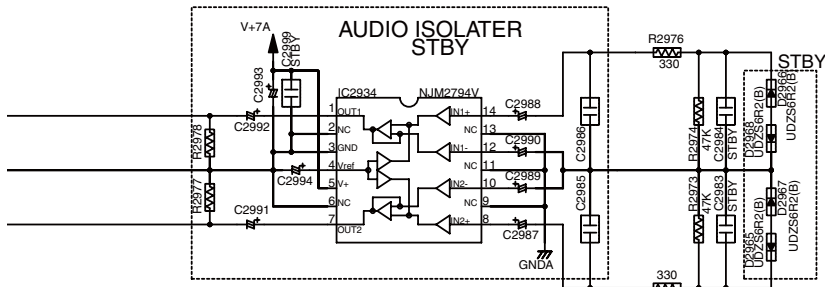 AUDIO ISOLATER
STBY
V+7A
C2999
STBY
C2993
IC2934
NJM2794V
C2992
R2978
R2977
C2994
C2991
1
OUT1
2
NC
3
GND
4
Vref
5
V+
6
NC
7
OUT2
IN1+
14
NC
13
IN1-
12
NC
11
IN2-
10
NC
9
IN2+
8
C2988
C2990
C2989
C2987
GNDA
C2986
C2985
R2976
330
R2974
47K
C2984
STBY
R2973
47K
C2983
STBY
330
STBY
D2966
UDZS6R2(B)
D2968
UDZS6R2(B)
D2967
UDZS6R2(B)
D2965
UDZS6R2(B)